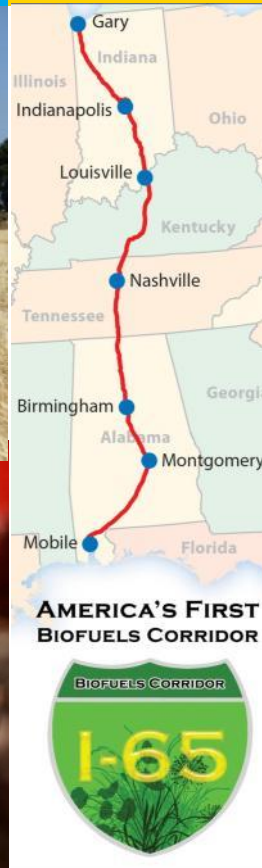 Gary
Indiana
Illinois
Indianapolis
Ohio
Louisville
Kentucky
Nashville
Tennessee
Birmingham
Georgi
Alabama
Montgomery
Mobile
Florida
AMERICA'S FIRST
BIOFUELS CORRIDOR
BIOFUELS CORRIDOR
I-65